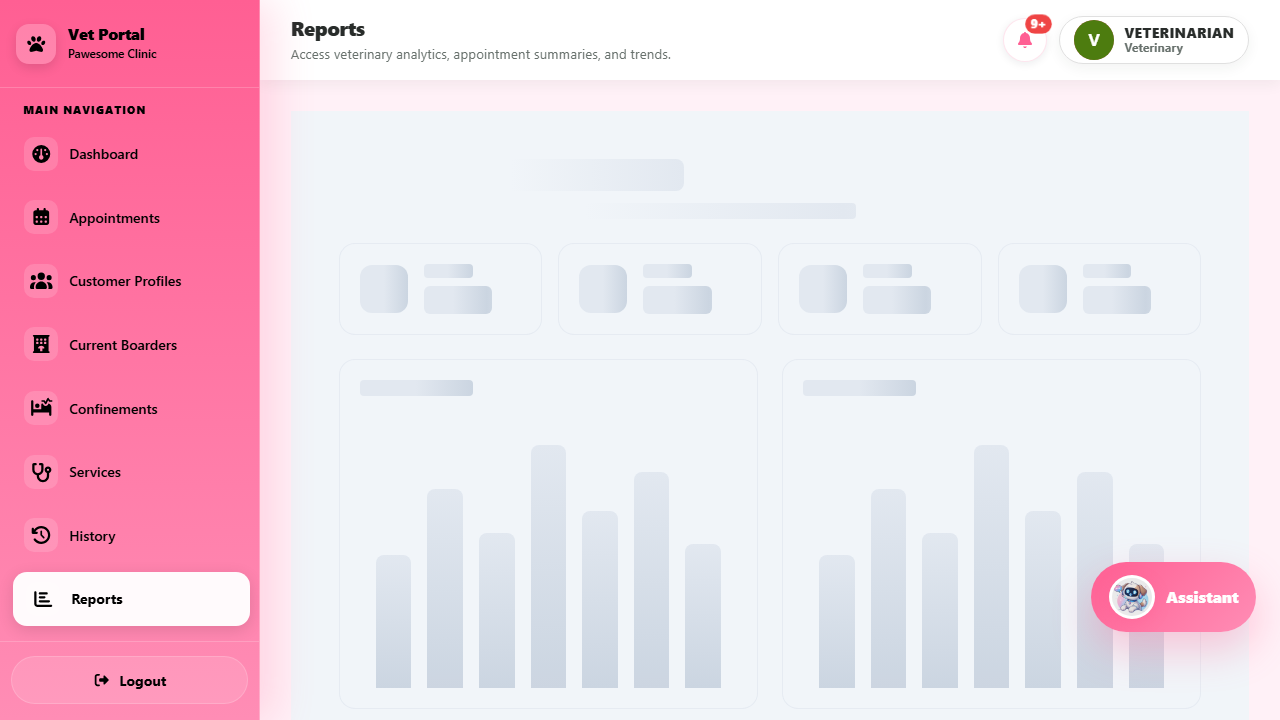 Vet Portal
Pawesome Clinic
MAIN NAVIGATION
Dashboard
Appointments
Customer Profiles
Current Boarders
Confinements
Services
History
Reports
Logout
Reports
Access veterinary analytics, appointment summaries, and trends.
9+
V
VETERINARIAN
Veterinary
Assistant